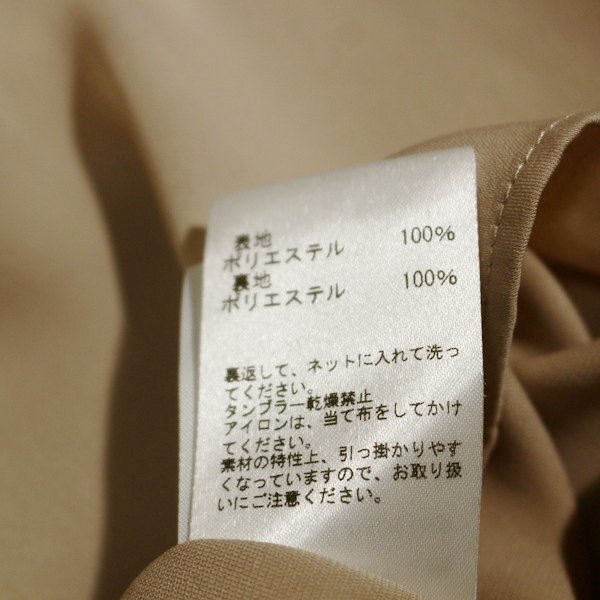 表地
ポリエステル 100%
裏地
ポリエステル 100%
裏返して、ネットに入れて洗っ
てください。
タンブラー乾燥禁止
アイロンは、当て布をしてかけ
てください。
素材の特性上、引っ掛かりやす
くなっていますので、お取り扱
いにご注意ください。